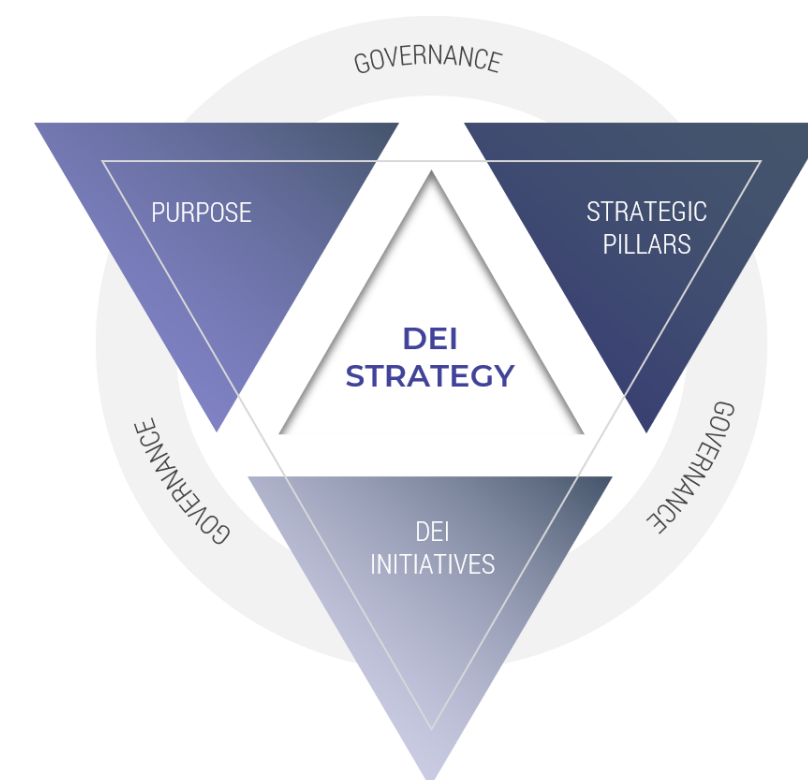 GOVERNANCE
PURPOSE
STRATEGIC
PILLARS
DEI
STRATEGY
GOVERNANCE
GOVERNANCE
DEI
INITIATIVES